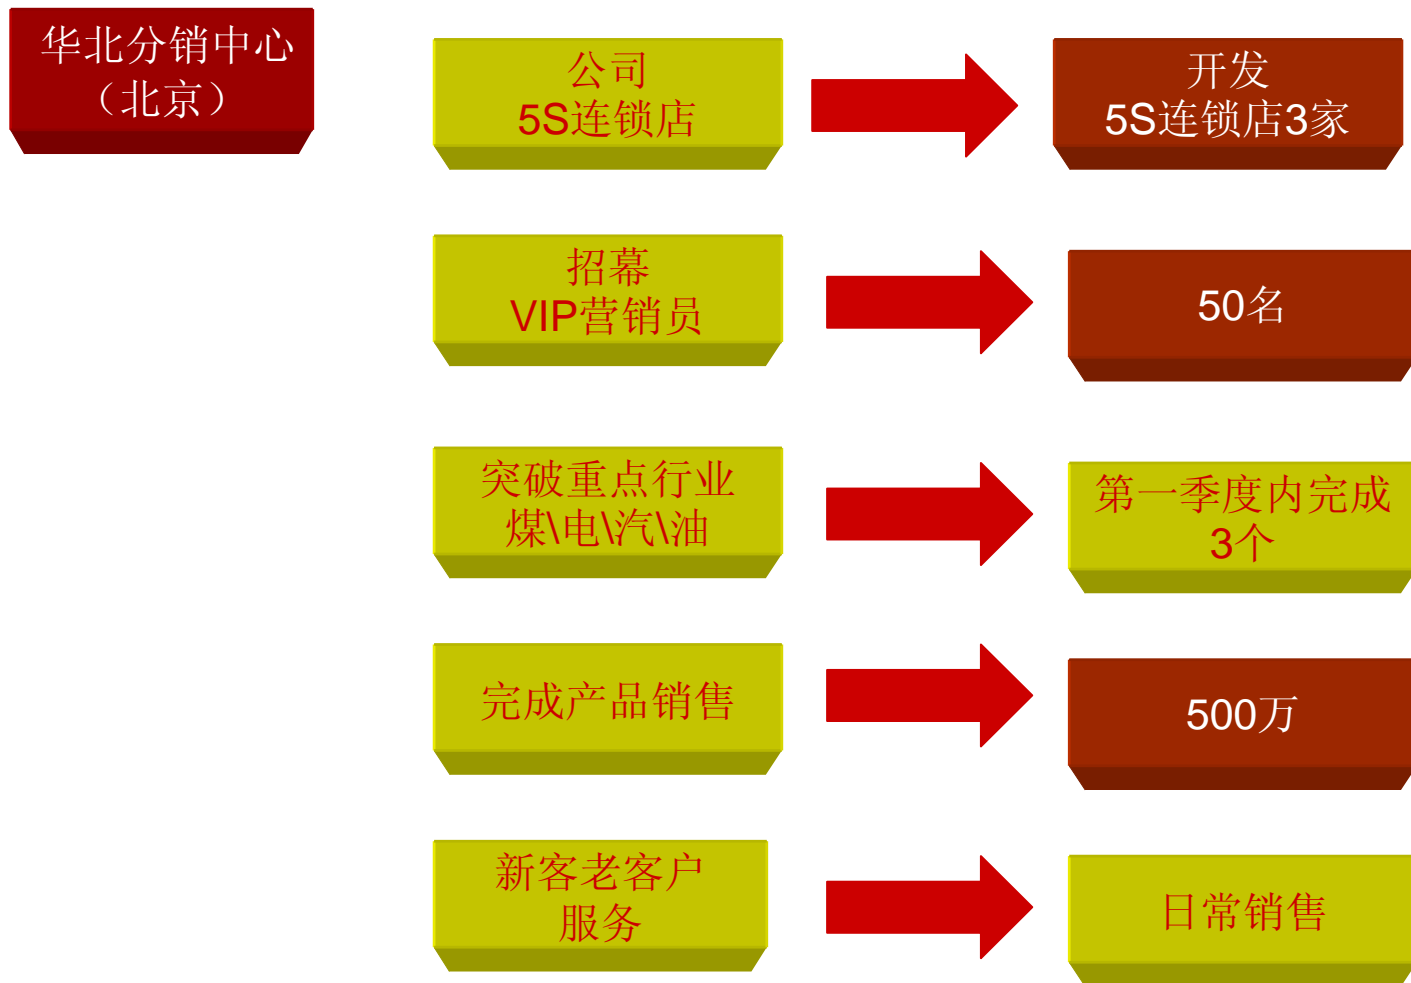 华北分销中心
（北京）
公司
5S连锁店
开发
5S连锁店3家
招幕
VIP营销员
50名
突破重点行业
煤\电\汽\油
第一季度内完成
3个
完成产品销售
500万
新客老客户
服务
日常销售